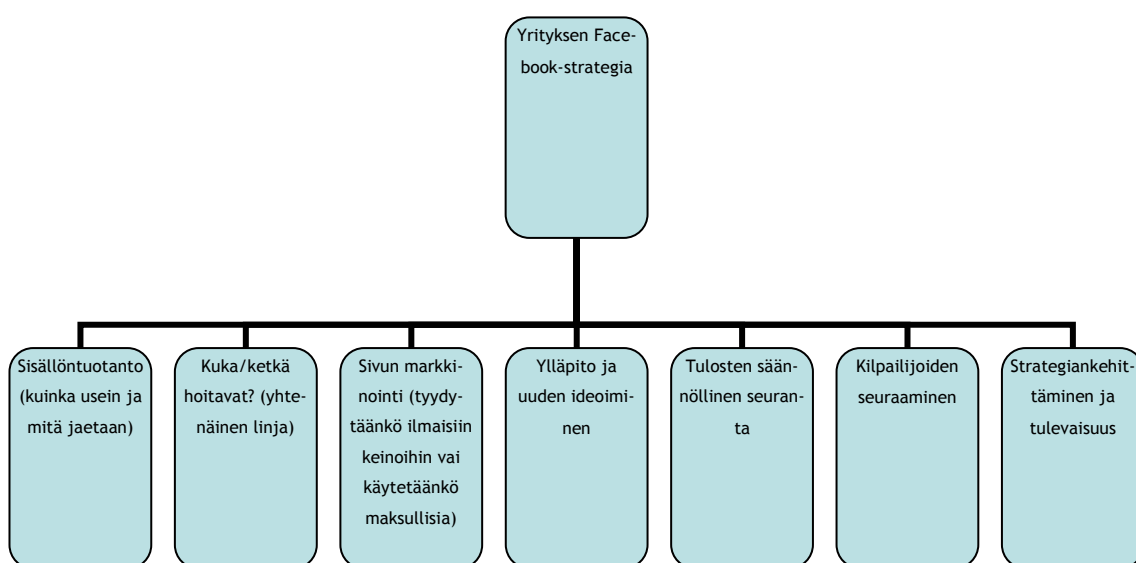 Yrityksen Face-
book-strategia
Sisällöntuotanto
(kuinka usein ja
mitä jaetaan)
Kuka/ketkä
hoitavat? (yhte-
näinen linja)
Sivun markki-
nointi (tyydy-
täänkö ilmaisiin
keinoihin vai
käytetäänkö
maksullisia)
Ylläpito ja
uuden ideoimi-
nen
Tulosten sään-
nöllinen seuran-
ta
Kilpailijoiden
seuraaminen
Strategiankehit-
täminen ja
tulevaisuus